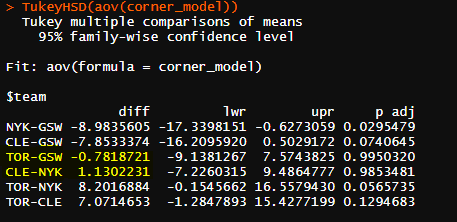 > TukeyHSD(aov(corner_model))
  Tukey multiple comparisons of means
    95% family-wise confidence level

Fit: aov(formula = corner_model)

$team
              diff         lwr        upr     p adj
NYK-GSW -8.9835605 -17.3398151 -0.6273059 0.0295479
CLE-GSW -7.8533374 -16.2095920  0.5029172 0.0740645
TOR-GSW -0.7818721  -9.1381267  7.5743825 0.9950320
CLE-NYK  1.1302231  -7.2260315  9.4864777 0.9853481
TOR-NYK  8.2016884  -0.1545662 16.5579430 0.0565735
TOR-CLE  7.0714653  -1.2847893 15.4277199 0.1294683